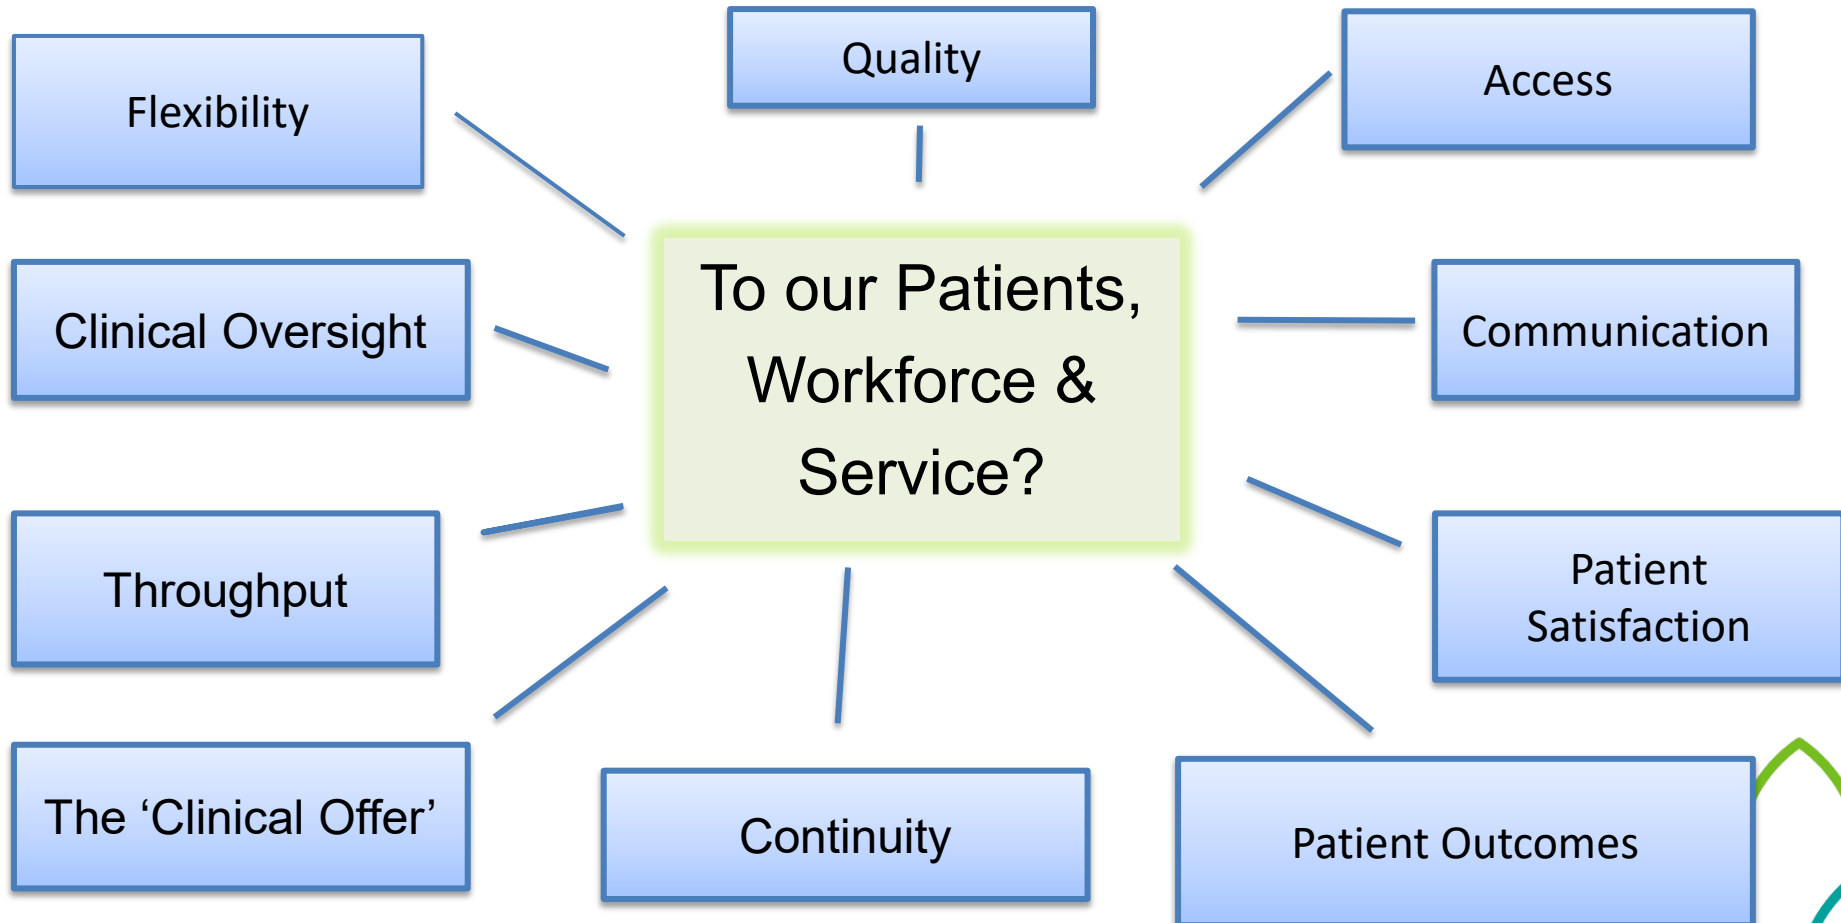 Quality
Flexibility
Access
To our Patients,
Workforce &
Service?
Clinical Oversight
Communication
Throughput
Patient
Satisfaction
The ‘Clinical Offer’
Continuity
Patient Outcomes